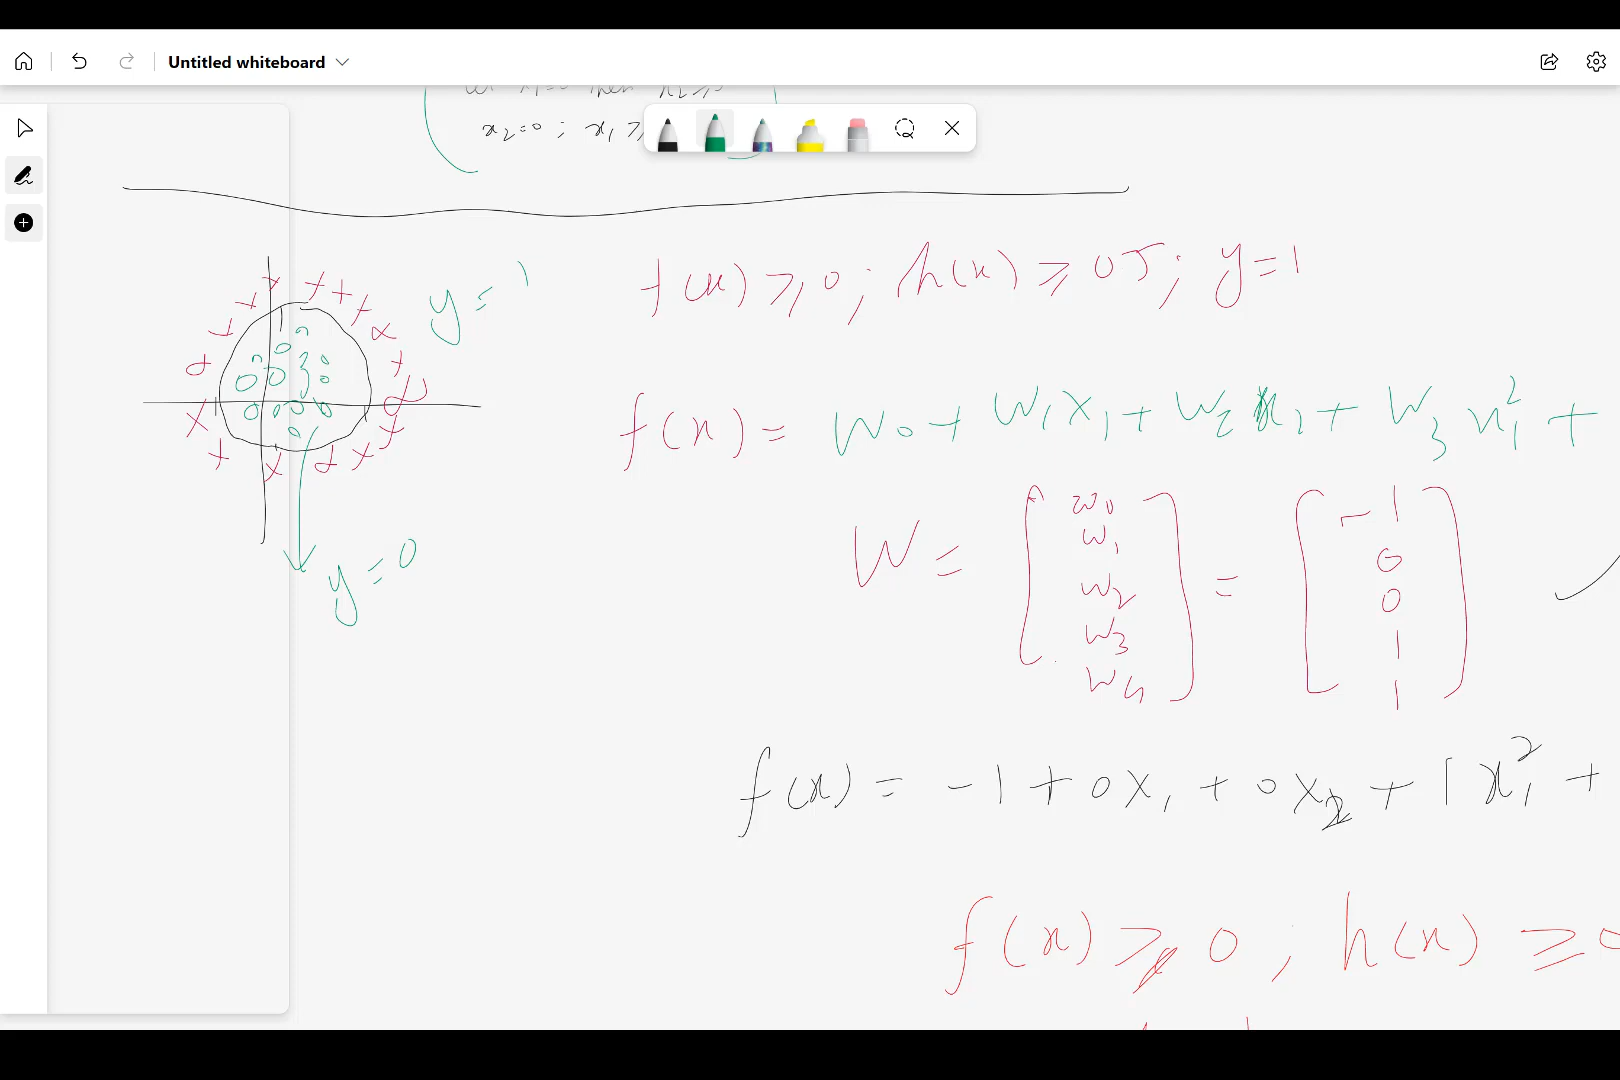 Untitled whiteboard
x₂=0 ; x₁ ≥
f(x) ≥ 0 ; h(x) ≥ 0.5 ; y=1
y = 1
f(x) = W₀ + W₁x₁ + W₂x₂ + W₃x₁² +
W = [w₀ w₁ w₂ w₃ w₄] = [-1 0 0 1 1]
y = 0
f(x) = -1 + 0x₁ + 0x₂ + 1x₁² +
f(x) ≥ 0 , h(x) ≥ 0